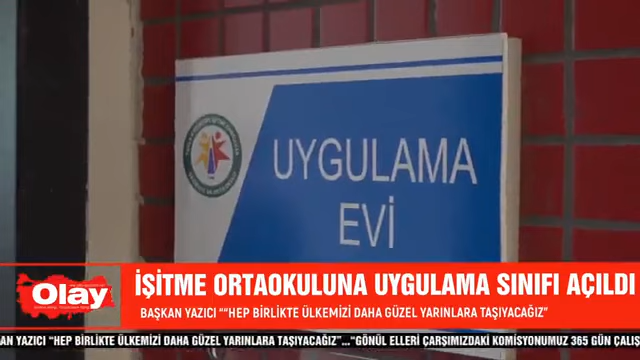 UYGULAMA
EVİ
Olay
İŞİTME ORTAOKULUNA UYGULAMA SINIFI AÇILDI
BAŞKAN YAZICI ““HEP BİRLİKTE ÜLKEMİZİ DAHA GÜZEL YARINLARA TAŞIYACAĞIZ”
AN YAZICI “HEP BİRLİKTE ÜLKEMİZİ DAHA GÜZEL YARINLARA TAŞIYACAĞIZ”...“GÖNÜL ELLERİ ÇARŞIMIZDAKİ KOMİSYONUMUZ 365 GÜN ÇALIŞ